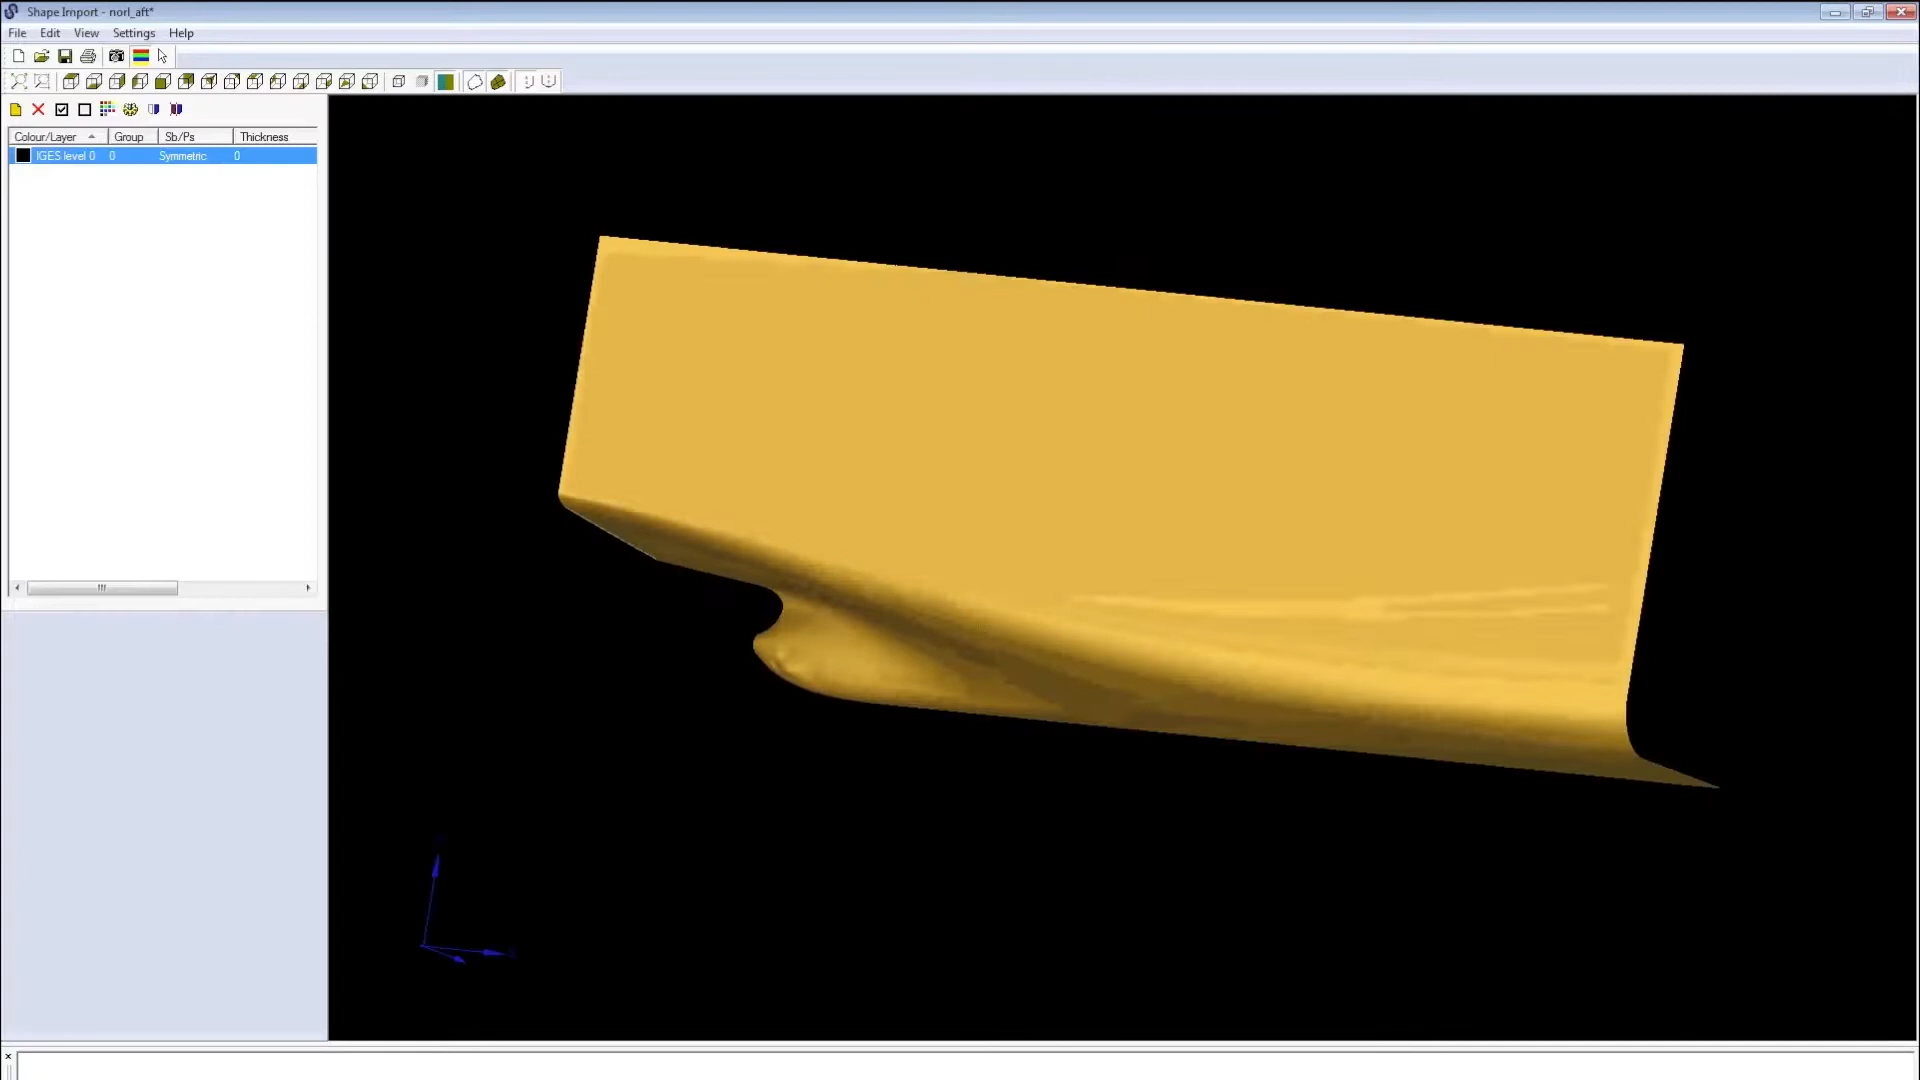 Shape Import - norl_aft*
File Edit View Settings Help
Colour/Layer Group Sb/Ps Thickness
IGES level 0 0 Symmetric 0